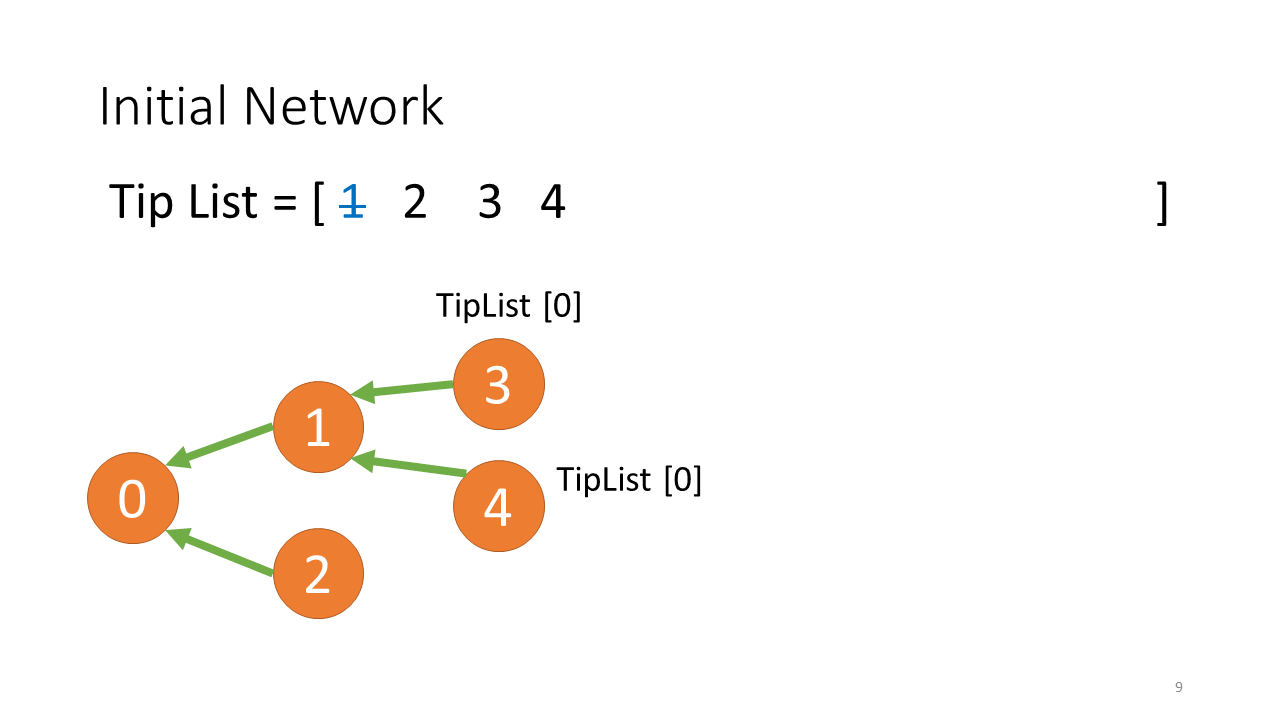 Initial Network
Tip List = [ 1 2 3 4 ]
TipList [0]
3
1
4
TipList [0]
0
2
9